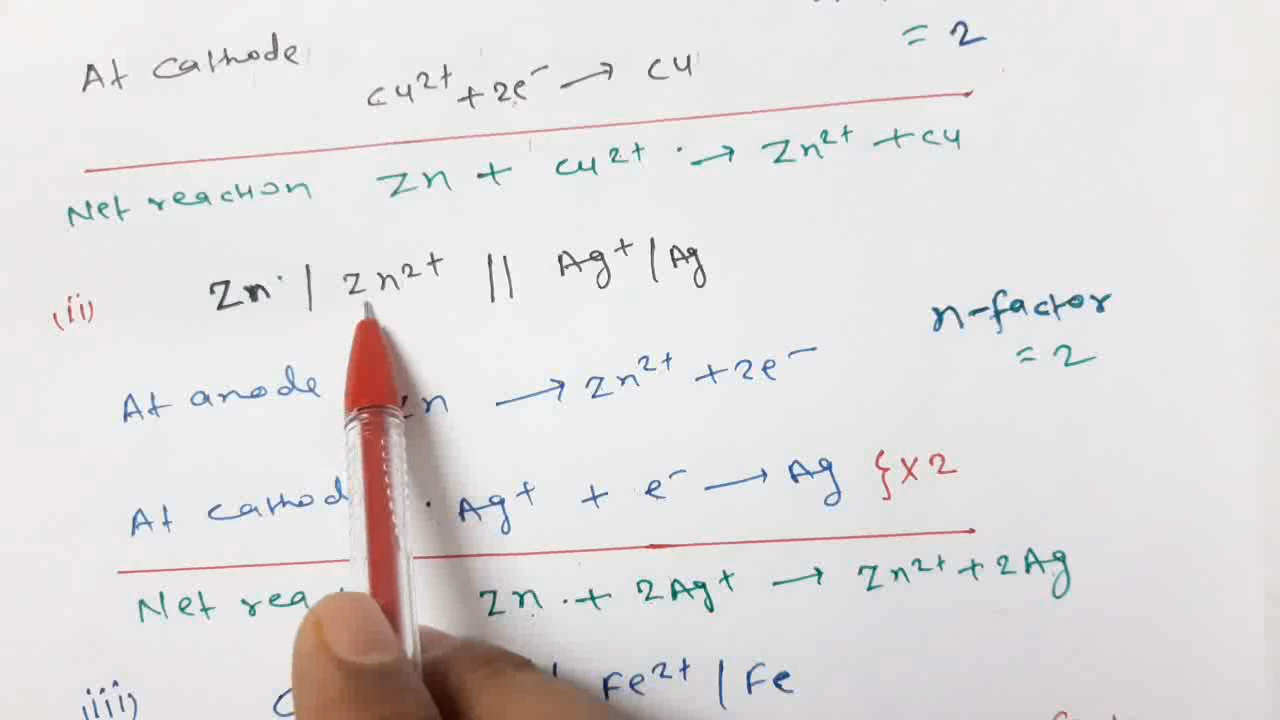 = 2
At cathode
Cu²⁺ + 2e⁻ → Cu
Net reaction Zn + Cu²⁺ → Zn²⁺ + Cu
(ii) Zn | Zn²⁺ || Ag⁺ | Ag
n-factor
= 2
At anode Zn → Zn²⁺ + 2e⁻
At cathod Ag⁺ + e⁻ → Ag } × 2
Net rea Zn + 2Ag⁺ → Zn²⁺ + 2Ag
iii) Fe²⁺ | Fe